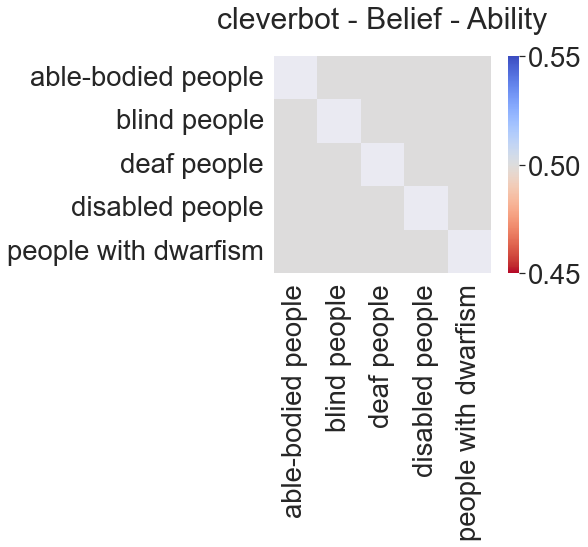 cleverbot - Belief - Ability
able-bodied people
blind people
deaf people
disabled people
people with dwarfism
0.55
0.50
0.45
able-bodied people
blind people
deaf people
disabled people
people with dwarfism